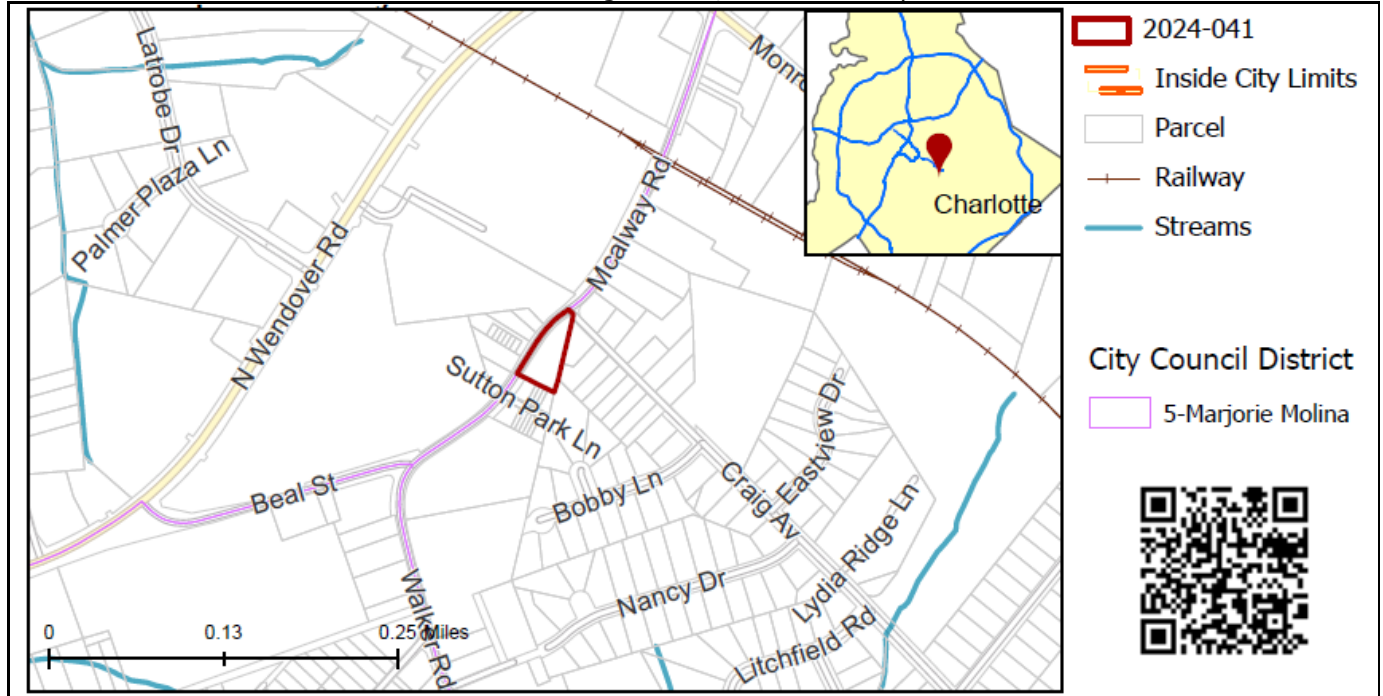 Latrobe Dr
Palmer Plaza Ln
N Wendover Rd
Monro
Mcalway Rd
Sutton Park Ln
Beal St
Bobby Ln
Craig Av
Eastview Dr
Lydia Ridge Ln
Nancy Dr
Walker Rd
Litchfield Rd
0 0.13 0.25 Miles
Charlotte
2024-041
Inside City Limits
Parcel
Railway
Streams
City Council District
5-Marjorie Molina